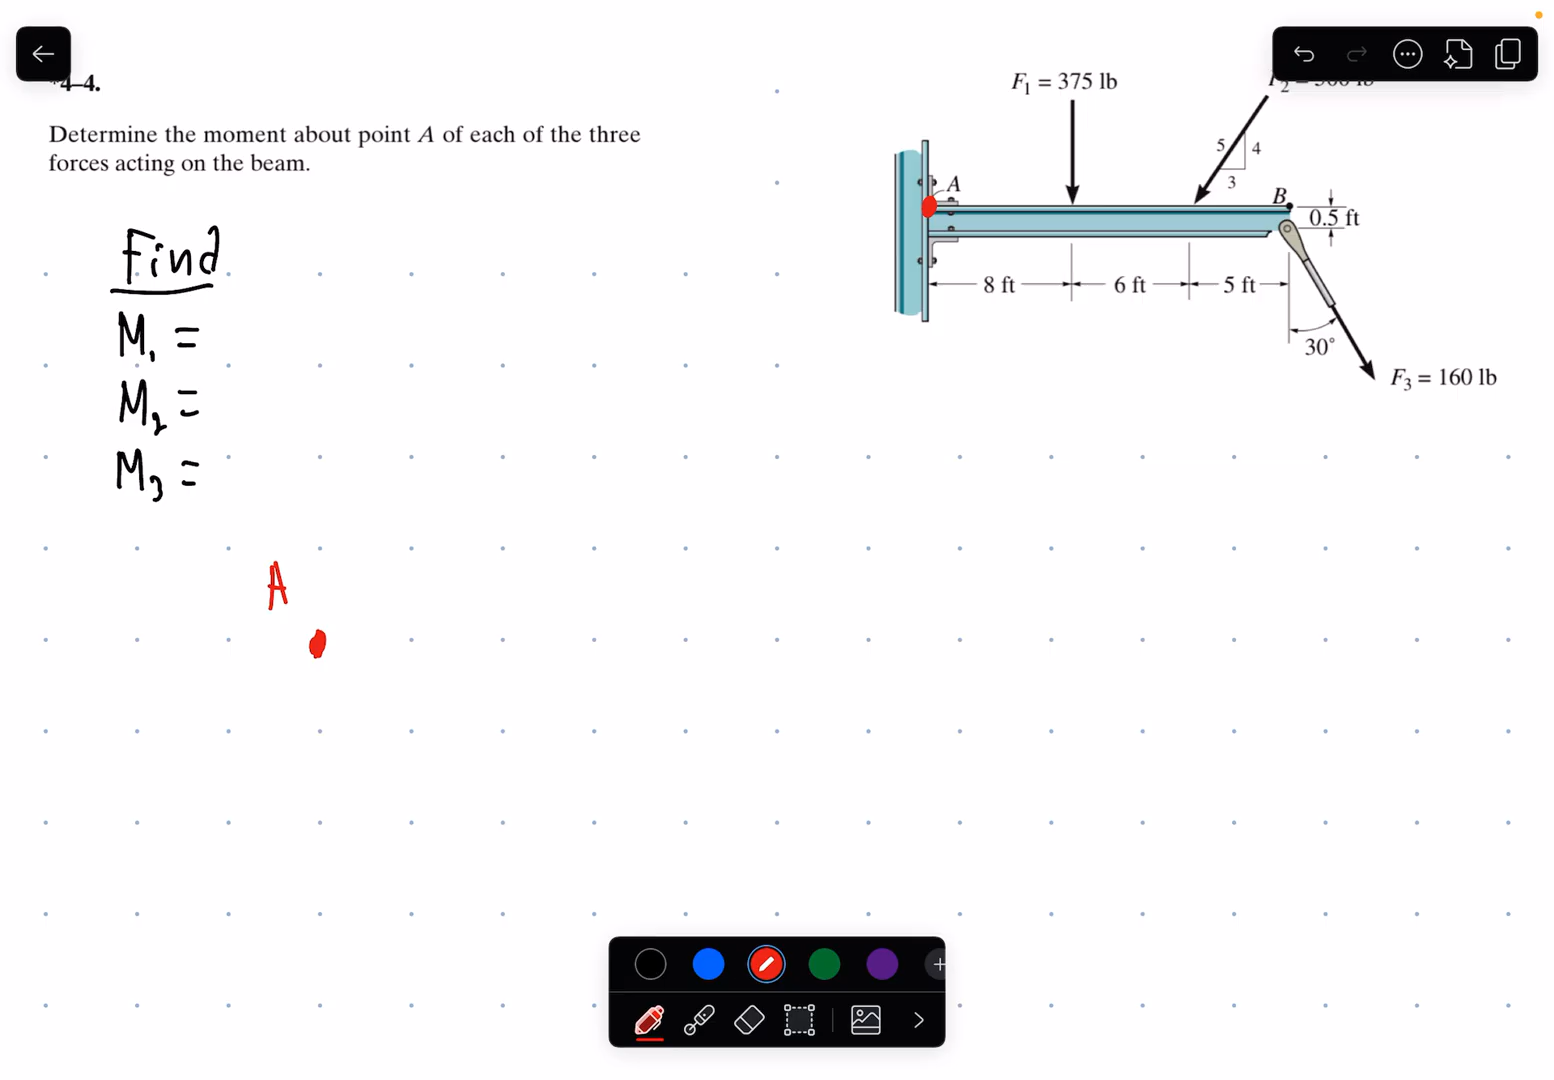 4–4.
Determine the moment about point A of each of the three
forces acting on the beam.
Find
M₁ =
M₂ =
M₃ =
A
F₁ = 375 lb
5
4
3
A
B
0.5 ft
8 ft
6 ft
5 ft
30°
F₃ = 160 lb